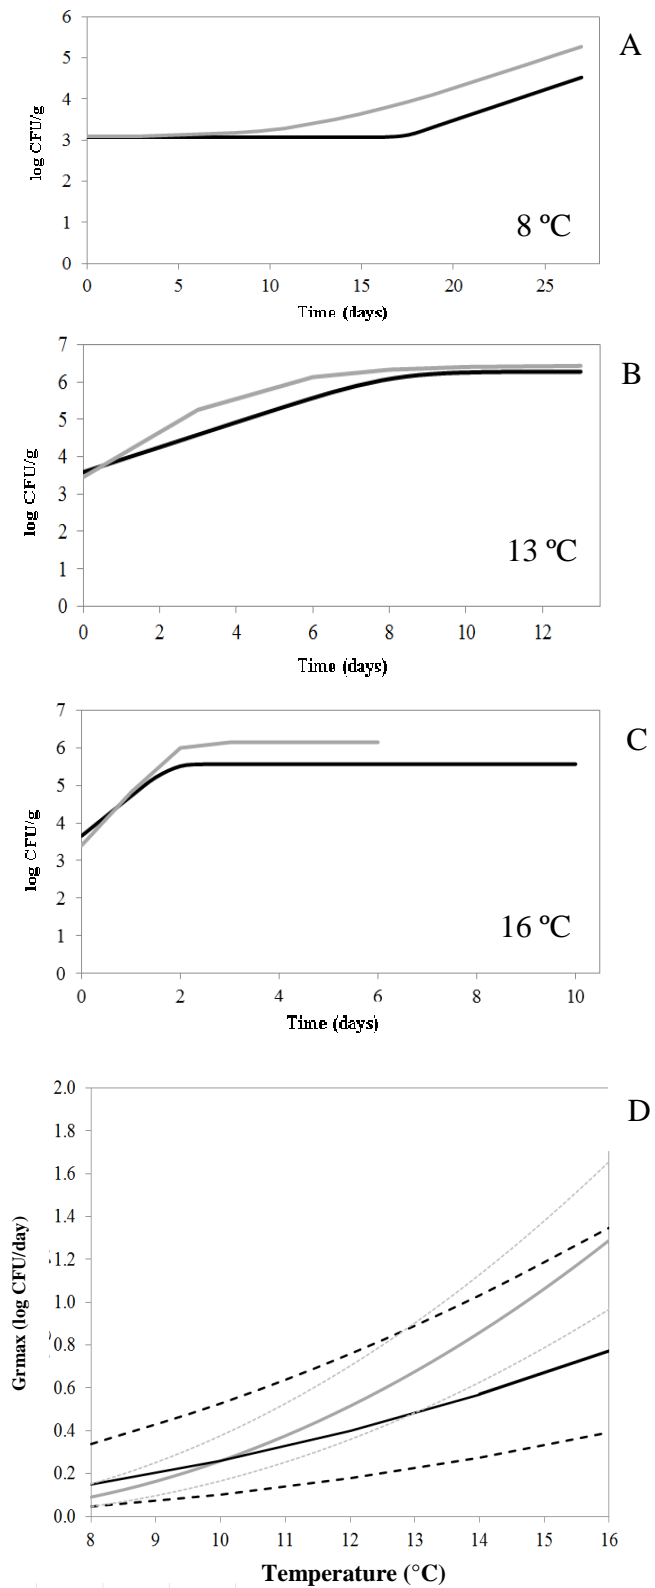 A
6
5
4
3
2
1
0
log CFU/g
8 ºC
0 5 10 15 20 25
Time (days)
B
7
6
5
4
3
2
1
0
log CFU/g
13 ºC
0 2 4 6 8 10 12
Time (days)
C
7
6
5
4
3
2
1
0
log CFU/g
16 ºC
0 2 4 6 8 10
Time (days)
D
2.0
1.8
1.6
1.4
1.2
1.0
0.8
0.6
0.4
0.2
0.0
Grmax (log CFU/day)
8 9 10 11 12 13 14 15 16
Temperature (°C)